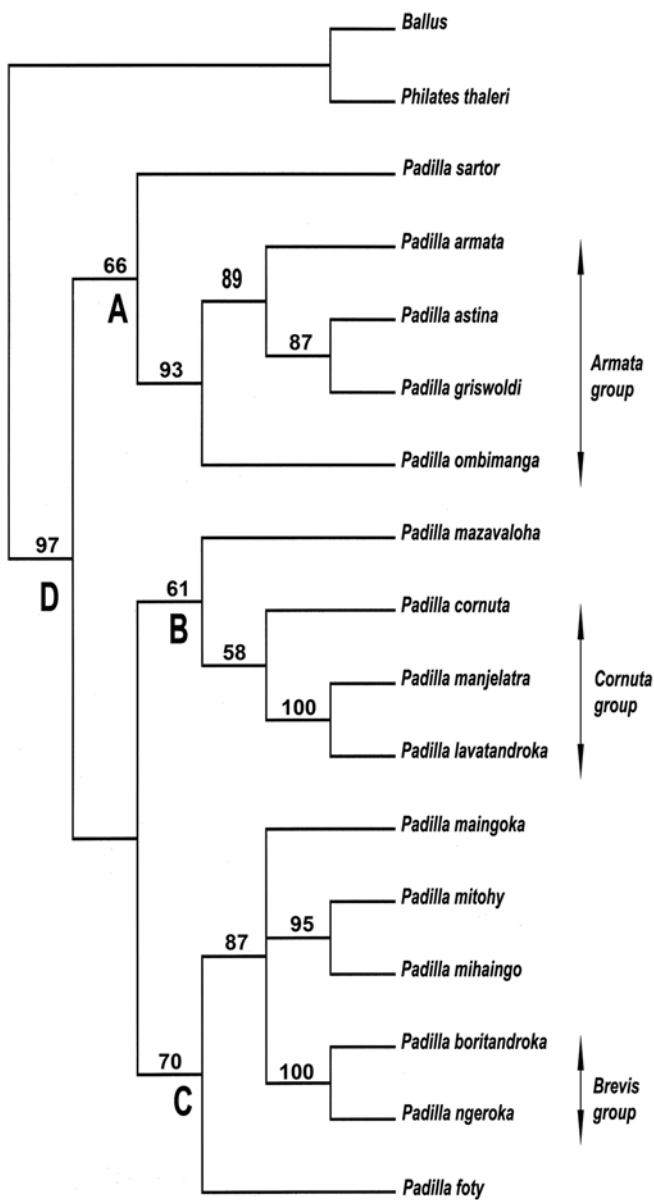 Ballus
Philates thaleri
Padilla sartor
66
A
Padilla armata
89
Padilla astina
87
Padilla griswoldi
93
Padilla ombimanga
Armata
group
97
D
Padilla mazavaloha
61
B
Padilla cornuta
58
Padilla manjelatra
100
Padilla lavatandroka
Cornuta
group
Padilla maingoka
Padilla mitohy
95
87
Padilla mihaingo
Padilla boritandroka
100
Padilla ngeroka
Brevis
group
70
C
Padilla foty